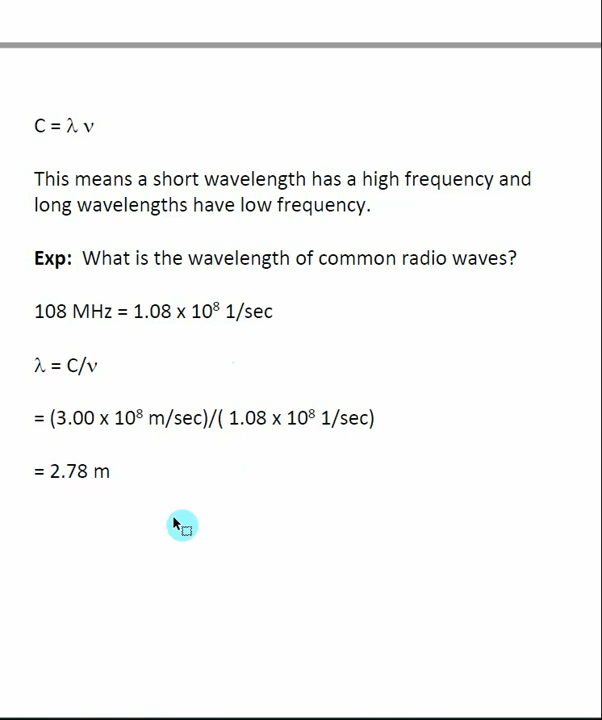 C = λ ν
This means a short wavelength has a high frequency and
long wavelengths have low frequency.
Exp: What is the wavelength of common radio waves?
108 MHz = 1.08 x 10⁸ 1/sec
λ = C/ν
= (3.00 x 10⁸ m/sec)/( 1.08 x 10⁸ 1/sec)
= 2.78 m